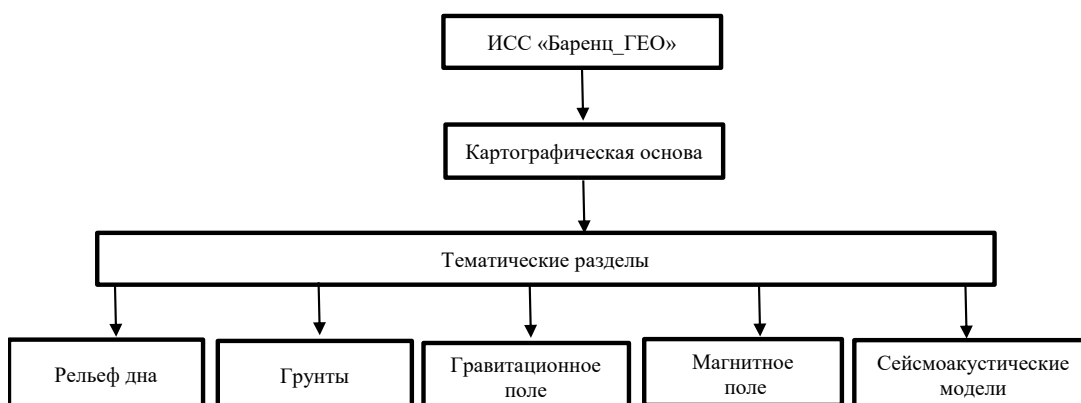 ИСС «Баренц_ГЕО»
Картографическая основа
Тематические разделы
Рельеф дна
Грунты
Гравитационное
поле
Магнитное
поле
Сейсмоакустические
модели